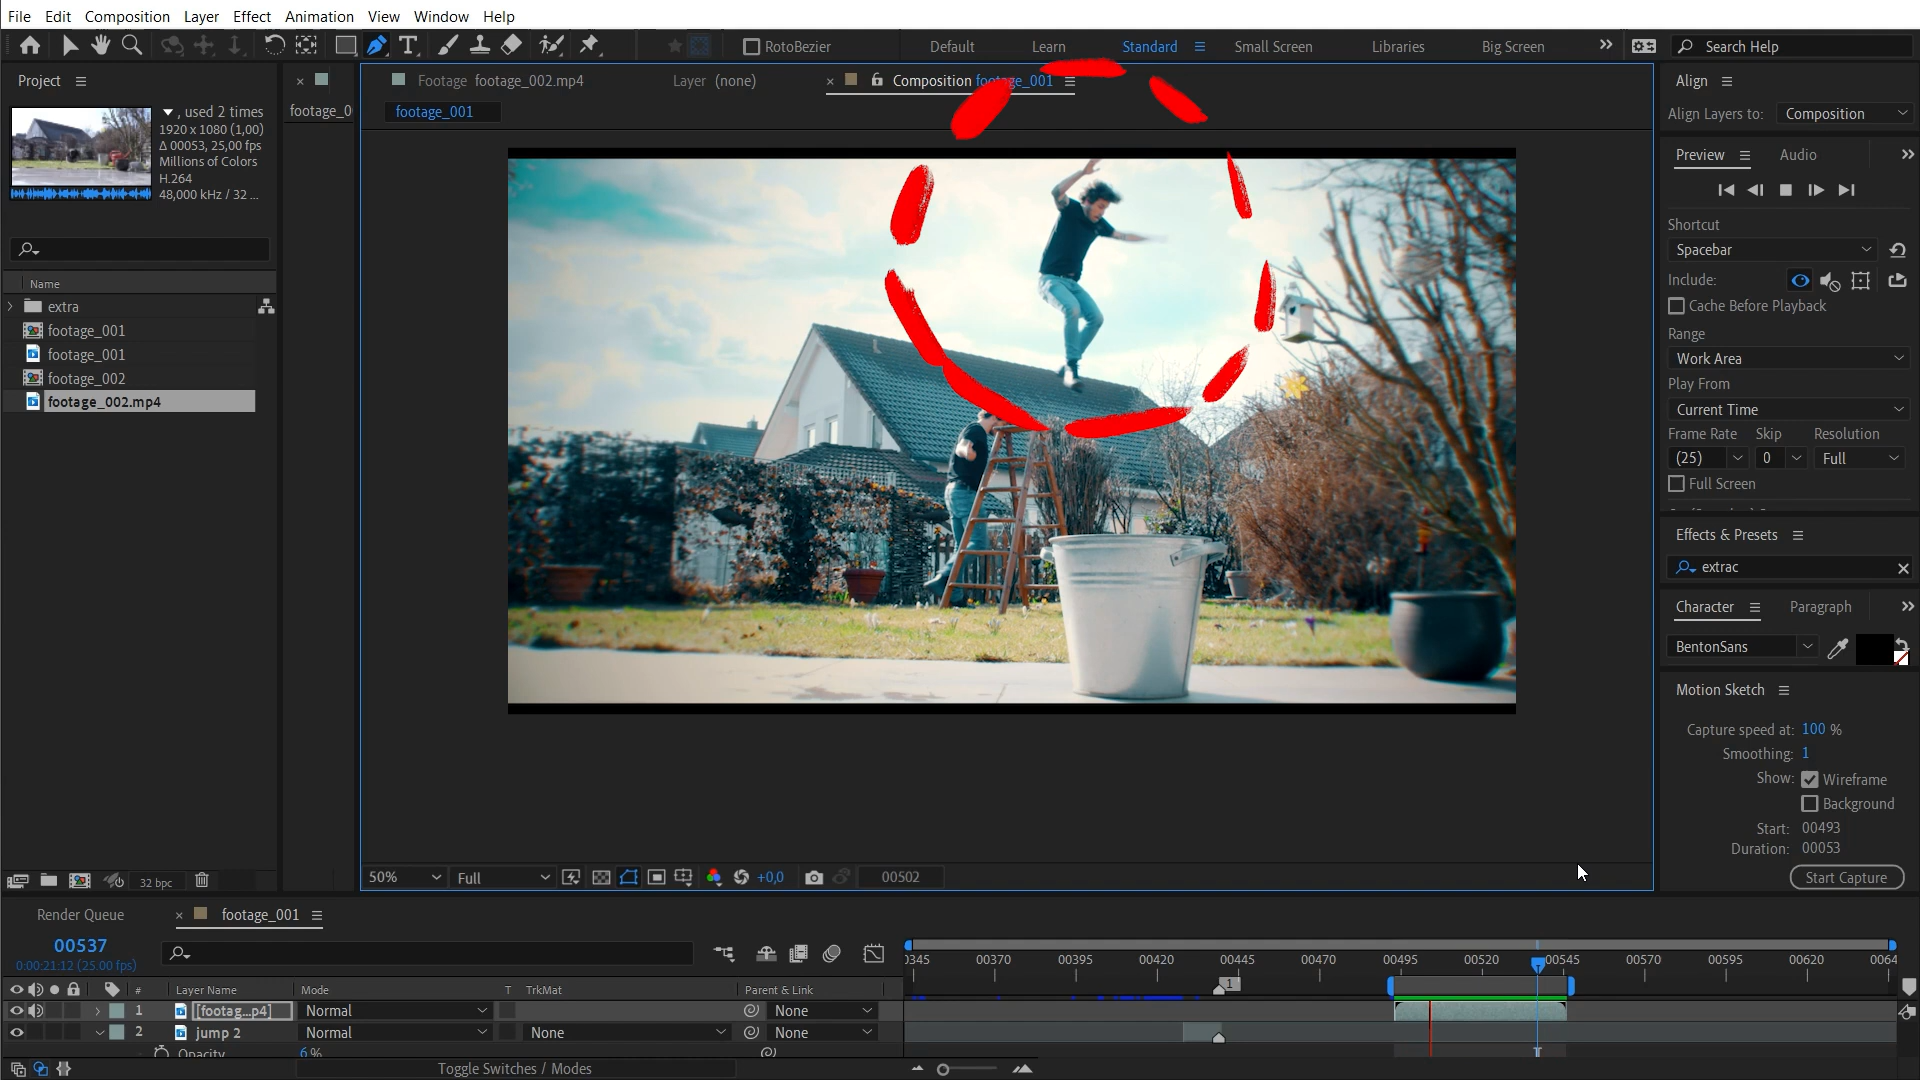 File Edit Composition Layer Effect Animation View Window Help
RotoBezier Default Learn Standard Small Screen Libraries Big Screen Search Help
Project
, used 2 times
1920 x 1080 (1,00)
Δ 00053, 25,00 fps
Millions of Colors
H.264
48,000 kHz / 32 ...
Name
extra
footage_001
footage_001
footage_002
footage_002.mp4
32 bpc
footage_0
Footage footage_002.mp4 Layer (none) Composition footage_001
footage_001
50% Full +0,0 00502
Align
Align Layers to: Composition
Preview Audio
Shortcut
Spacebar
Include:
Cache Before Playback
Range
Work Area
Play From
Current Time
Frame Rate Skip Resolution
(25) 0 Full
Full Screen
Effects & Presets
extrac
Character Paragraph
BentonSans
Motion Sketch
Capture speed at: 100 %
Smoothing: 1
Show: Wireframe
Background
Start: 00493
Duration: 00053
Start Capture
Render Queue footage_001
00537
0:00:21:12 (25.00 fps)
# Layer Name Mode T TrkMat Parent & Link
1 [footag...p4] Normal None
2 jump 2 Normal None None
Opacity 6 %
Toggle Switches / Modes
0345 00370 00395 00420 00445 00470 00495 00520 00545 00570 00595 00620 0064
1